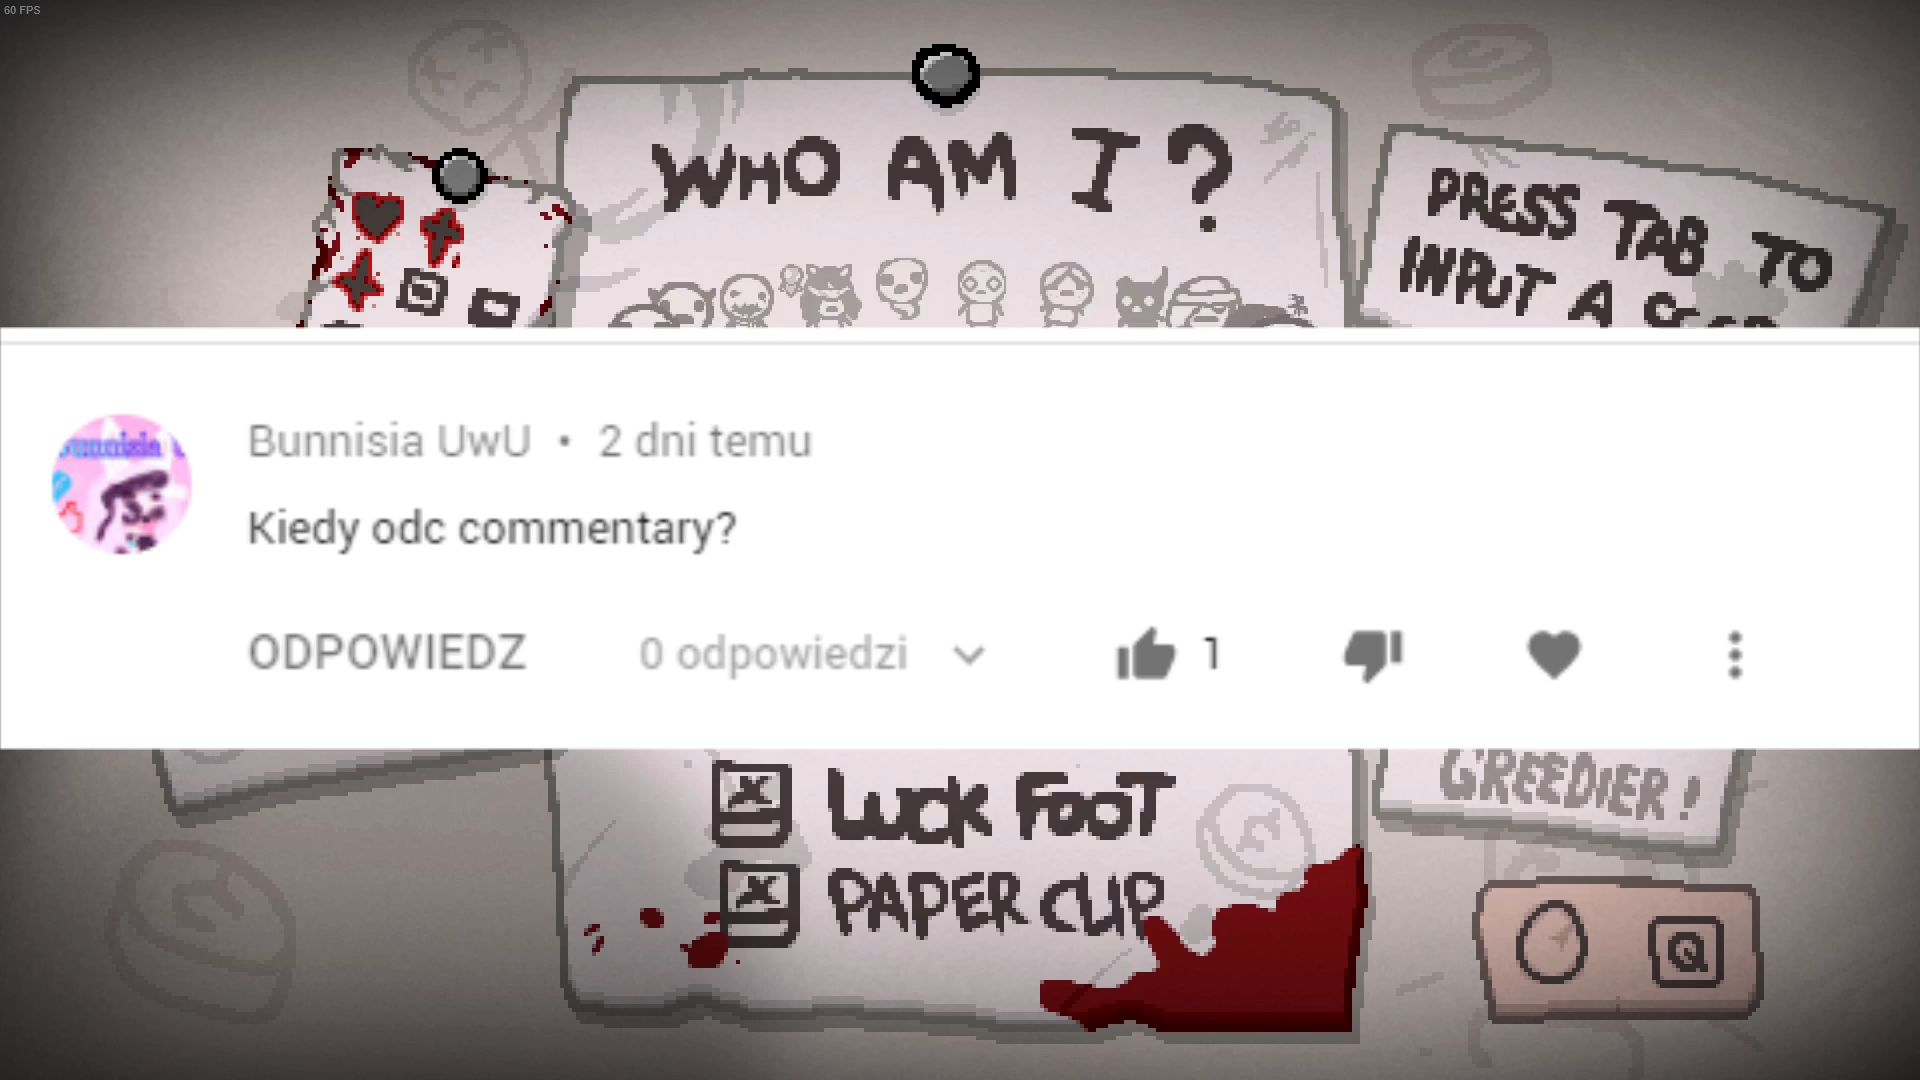 60 FPS
WHO AM I?
PRESS TAB TO
INPUT A
Bunnisia UwU • 2 dni temu
Kiedy odc commentary?
ODPOWIEDZ 0 odpowiedzi 1
LUCK FOOT
PAPER CLIP
GREEDIER!
Q